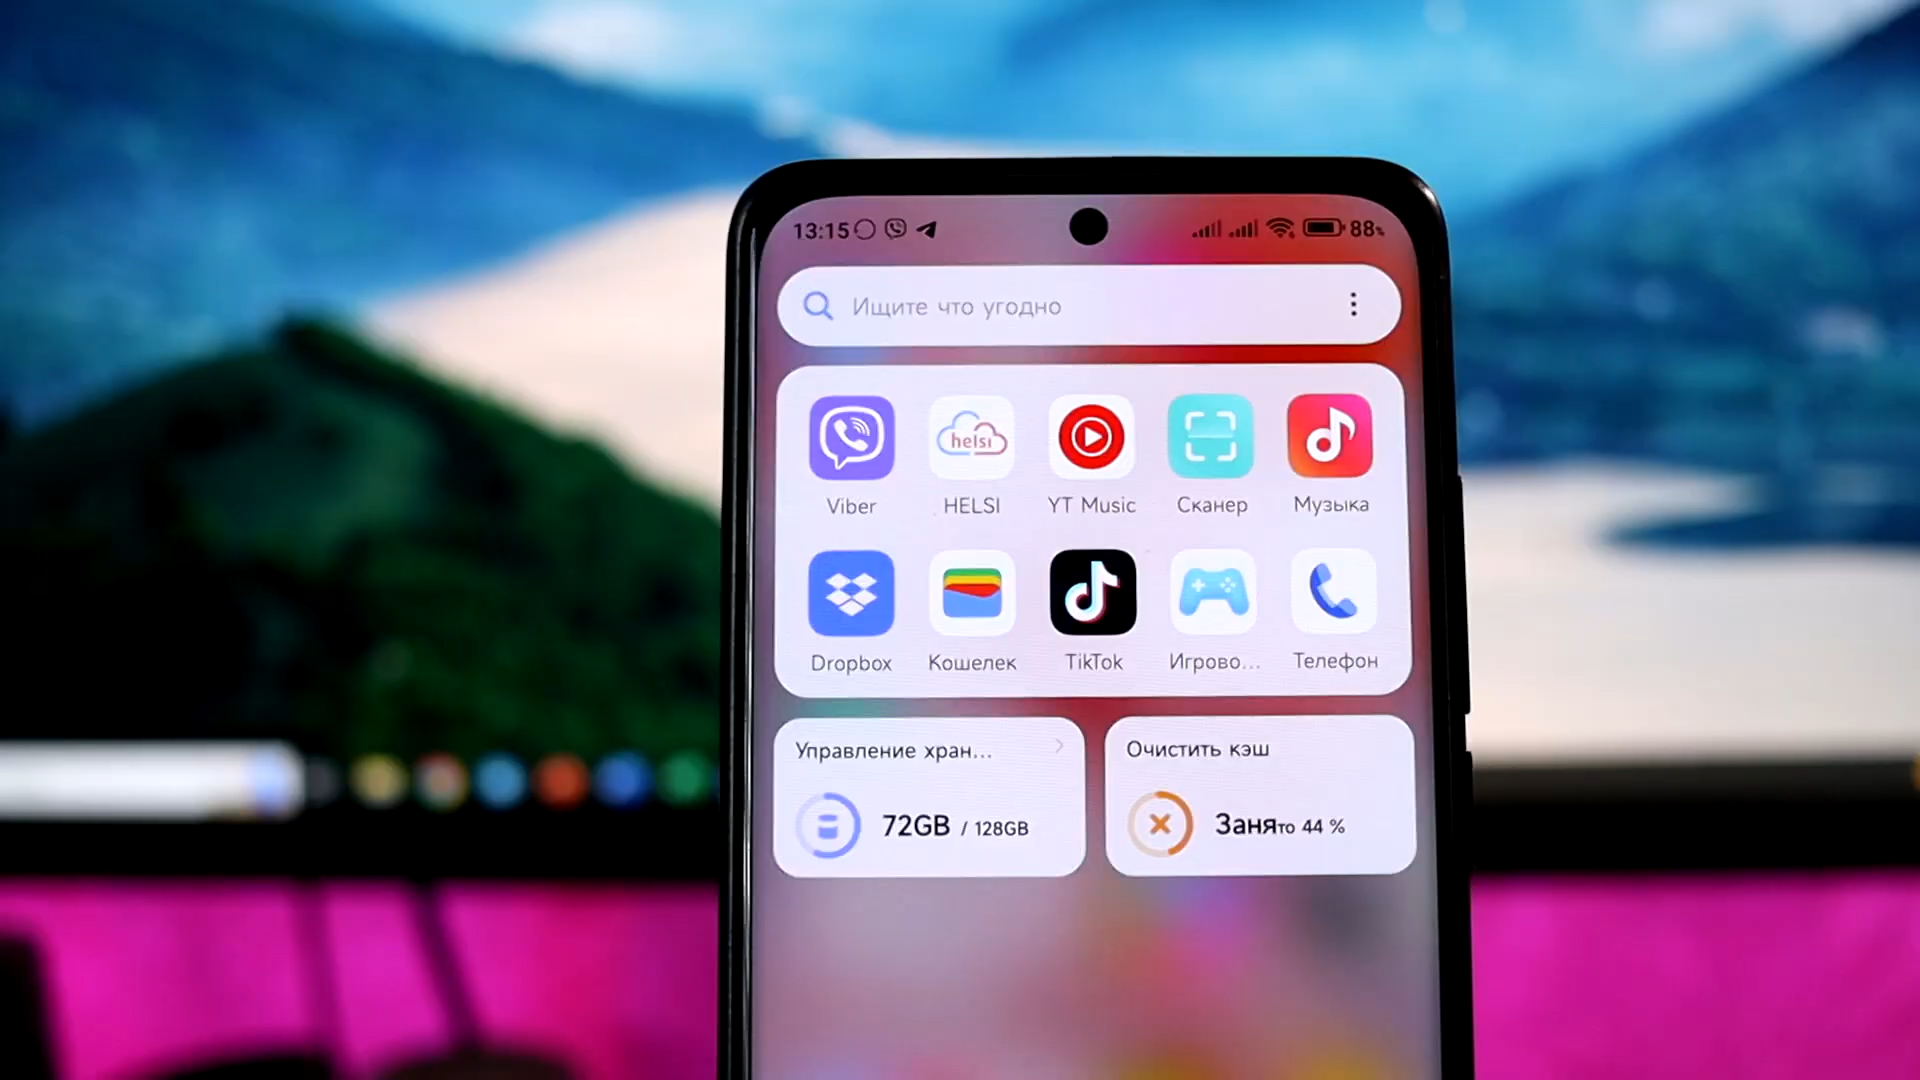 13:15 88%
Ищите что угодно
helsi
Viber HELSI YT Music Сканер Музыка
Dropbox Кошелек TikTok Игрово... Телефон
Управление хран... Очистить кэш
72GB / 128GB Занято 44 %